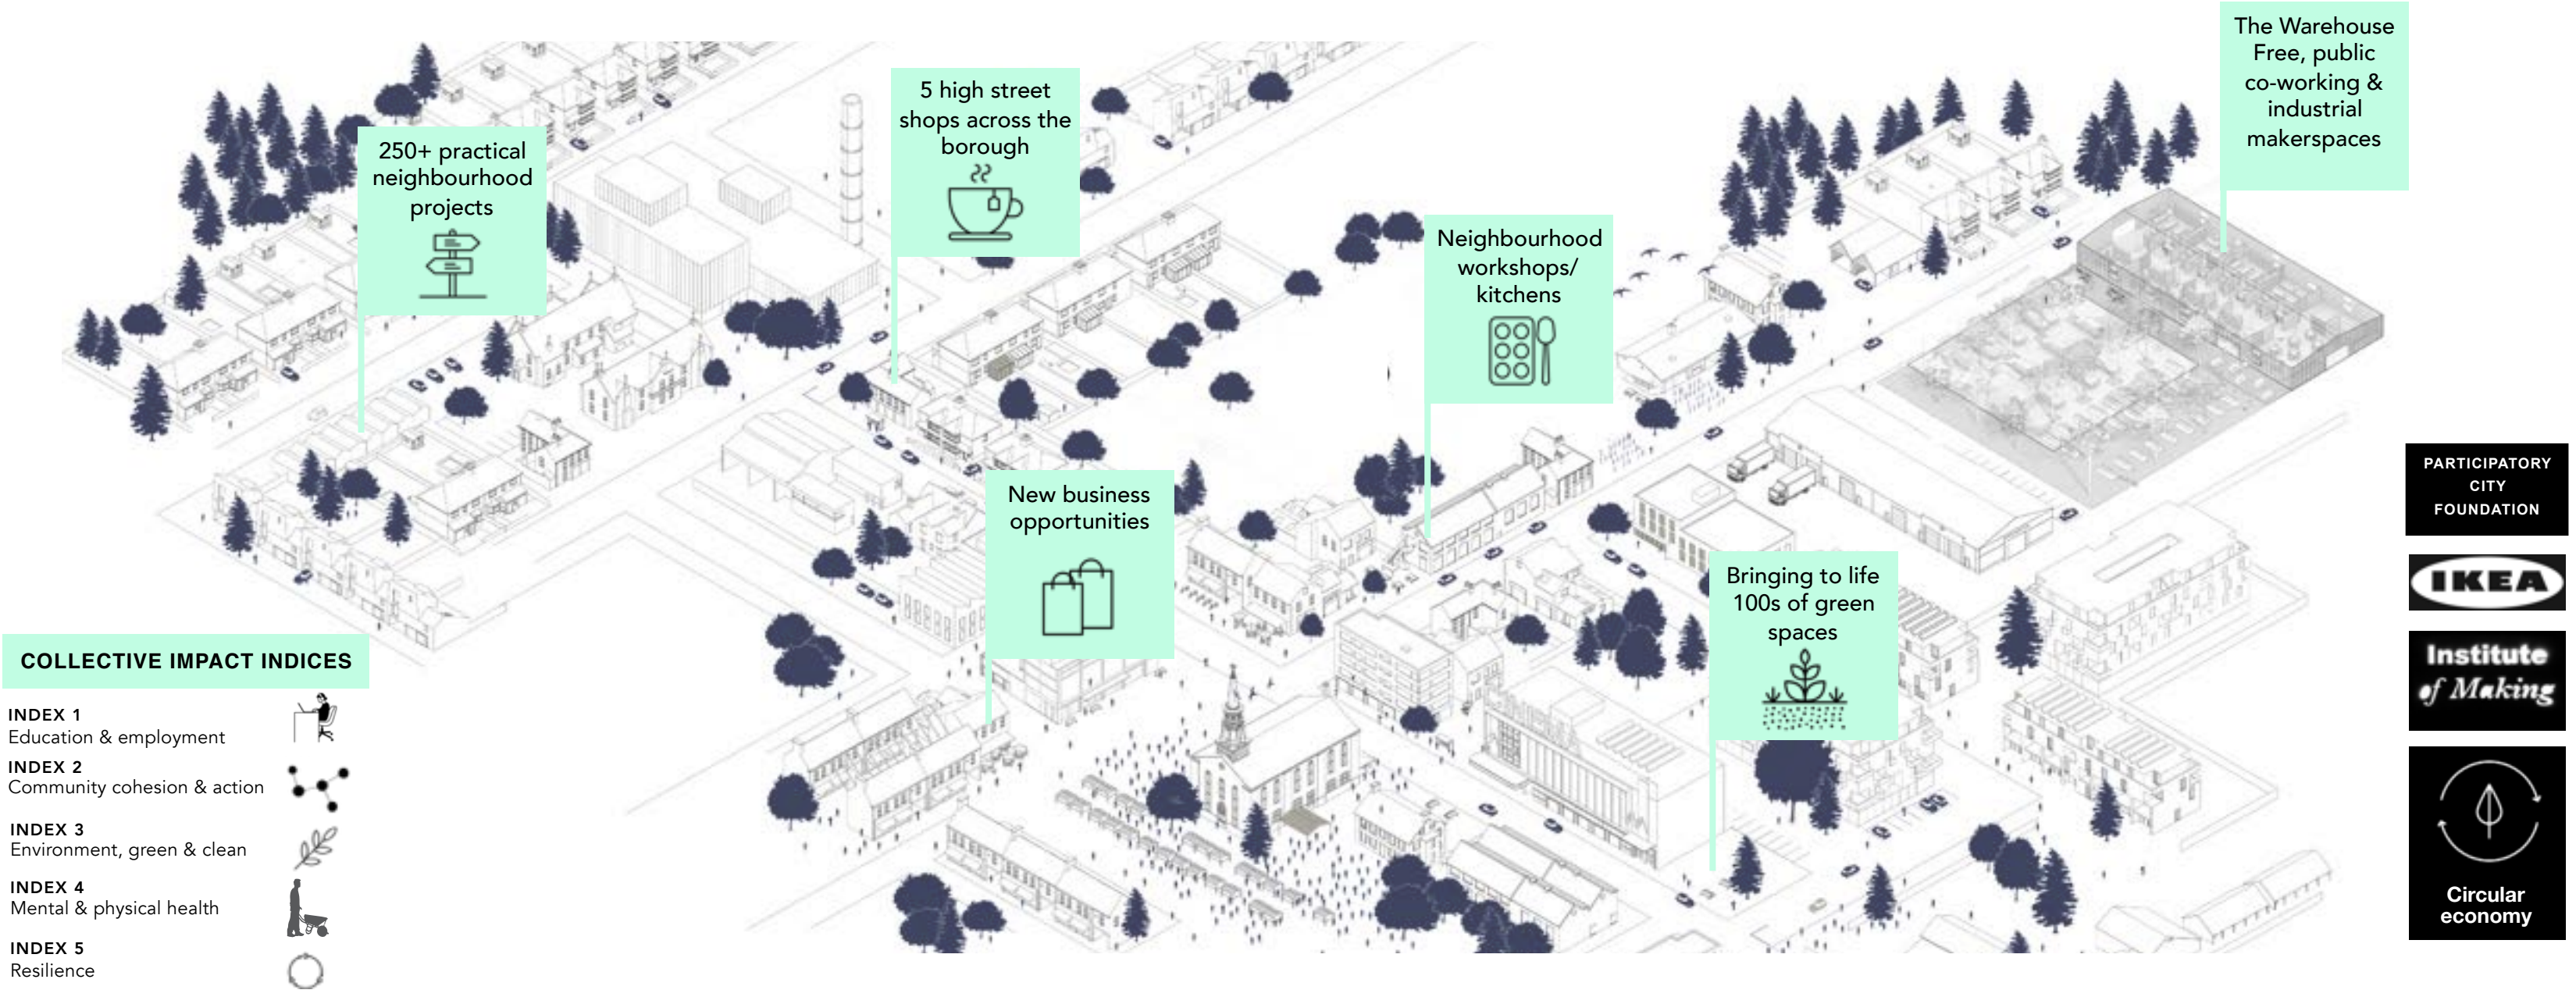 The Warehouse
Free, public
co-working &
industrial
makerspaces
5 high street
shops across the
borough
250+ practical
neighbourhood
projects
Neighbourhood
workshops/
kitchens
New business
opportunities
Bringing to life
100s of green
spaces
COLLECTIVE IMPACT INDICES
INDEX 1
Education & employment
INDEX 2
Community cohesion & action
INDEX 3
Environment, green & clean
INDEX 4
Mental & physical health
INDEX 5
Resilience
PARTICIPATORY
CITY
FOUNDATION
IKEA
Institute
of Making
Circular
economy